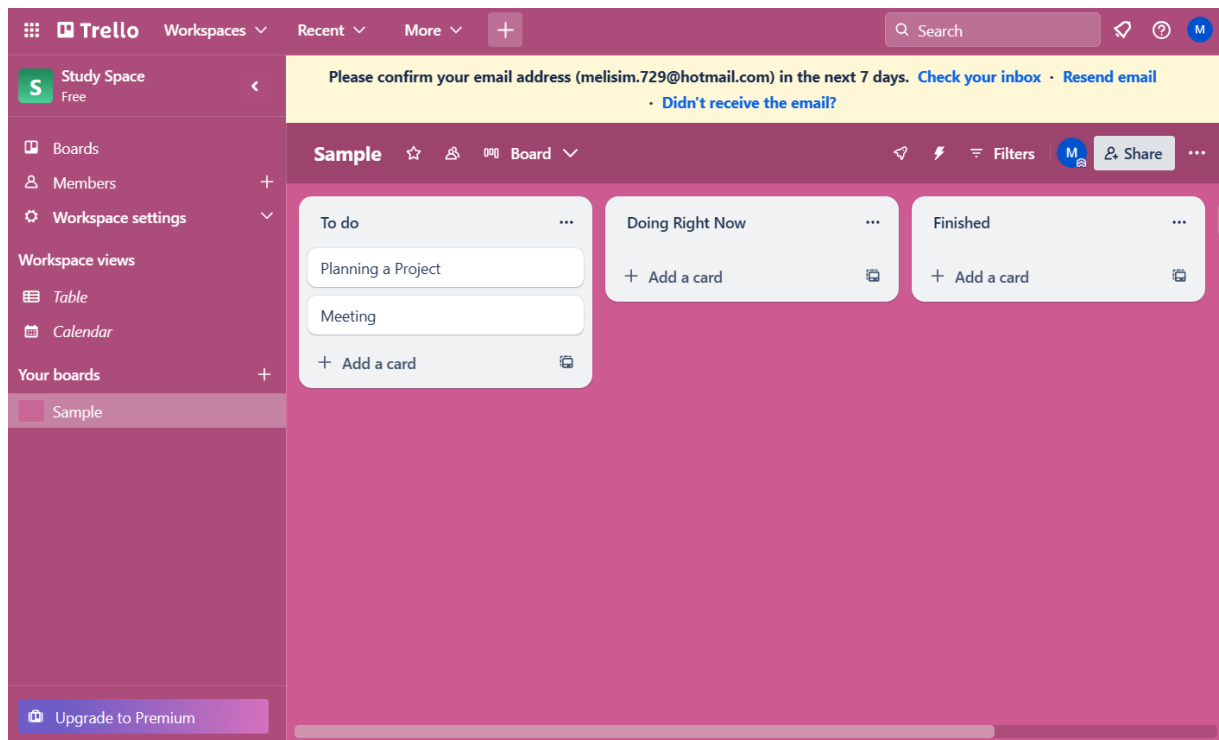 Trello Workspaces Recent More Search M
S Study Space
Free
Please confirm your email address (melisim.729@hotmail.com) in the next 7 days. Check your inbox · Resend email
· Didn't receive the email?
Boards
Members
Workspace settings
Workspace views
Table
Calendar
Your boards
Sample
Upgrade to Premium
Sample Board Filters M Share
To do
Planning a Project
Meeting
Add a card
Doing Right Now
Add a card
Finished
Add a card